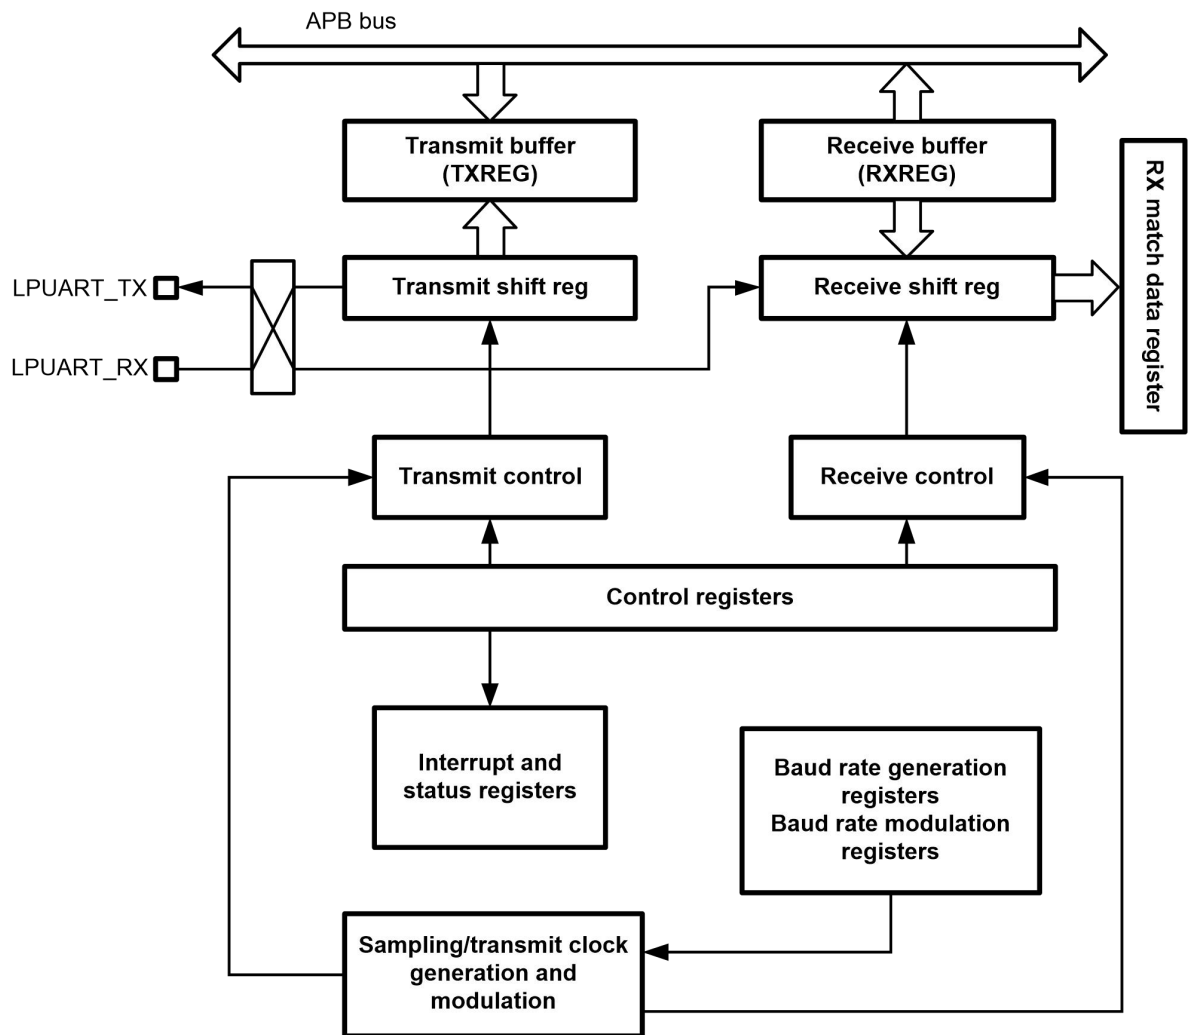 APB bus
Transmit buffer
(TXREG)
Receive buffer
(RXREG)
RX match data register
LPUART_TX
Transmit shift reg
Receive shift reg
LPUART_RX
Transmit control
Receive control
Control registers
Interrupt and
status registers
Baud rate generation
registers
Baud rate modulation
registers
Sampling/transmit clock
generation and
modulation